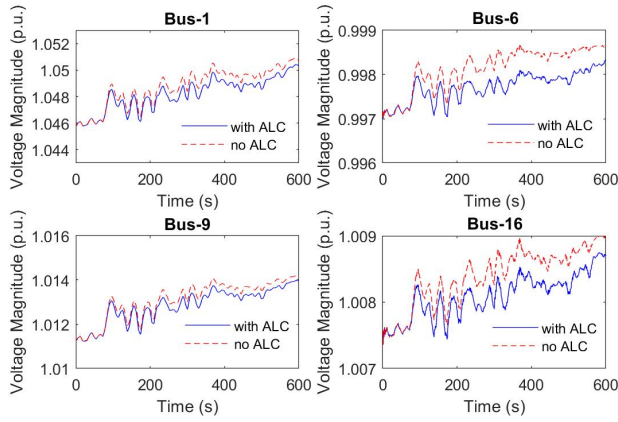 Bus-1
Voltage Magnitude (p.u.)
1.052
1.05
1.048
1.046
1.044
with ALC
no ALC
0
200
400
600
Time (s)
Bus-6
Voltage Magnitude (p.u.)
0.999
0.998
0.997
0.996
with ALC
no ALC
0
200
400
600
Time (s)
Bus-9
Voltage Magnitude (p.u.)
1.016
1.014
1.012
1.01
with ALC
no ALC
0
200
400
600
Time (s)
Bus-16
Voltage Magnitude (p.u.)
1.009
1.008
1.007
with ALC
no ALC
0
200
400
600
Time (s)